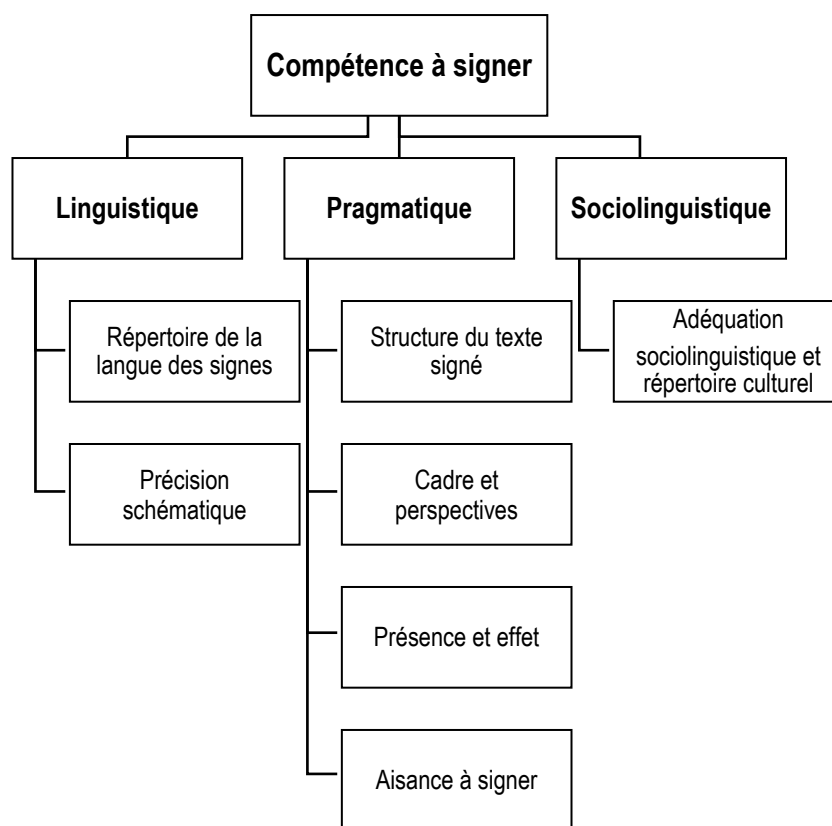 Compétence à signer
Linguistique
Pragmatique
Sociolinguistique
Répertoire de la
langue des signes
Structure du texte
signé
Adéquation
sociolinguistique et
répertoire culturel
Précision
schématique
Cadre et
perspectives
Présence et effet
Aisance à signer